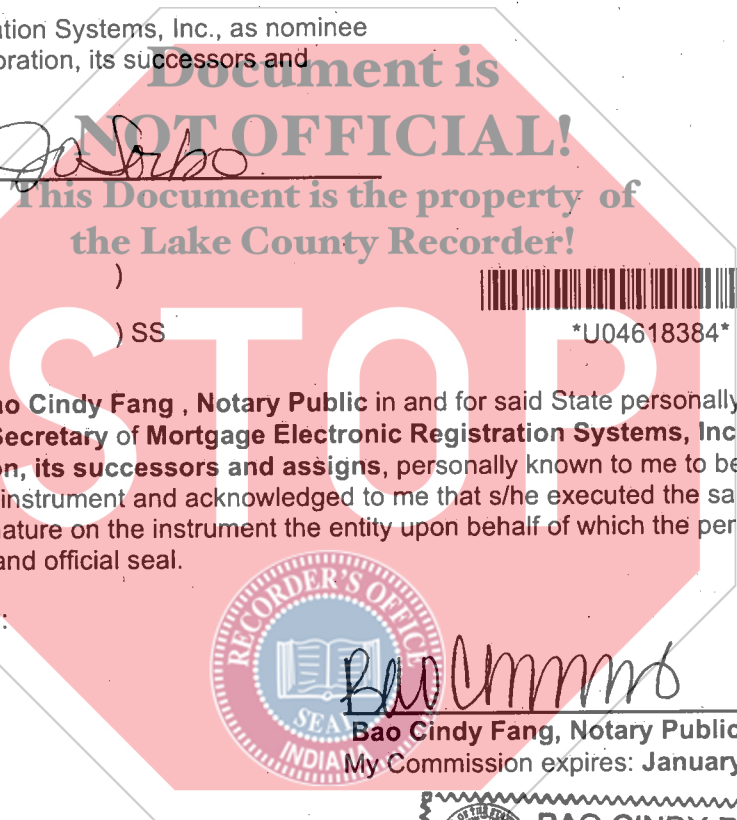 ation Systems, Inc., as nominee
oration, its successors and
Document is
NOT OFFICIAL!
This Document is the property of
the Lake County Recorder!
)
) SS
*U04618384*
STOP
ao Cindy Fang , Notary Public in and for said State personally
Secretary of Mortgage Electronic Registration Systems, Inc
on, its successors and assigns, personally known to me to be
instrument and acknowledged to me that s/he executed the sa
nature on the instrument the entity upon behalf of which the per
and official seal.
:
RECORDER'S OFFICE
SEAL
INDIANA
Bao Cindy Fang, Notary Public
My Commission expires: January